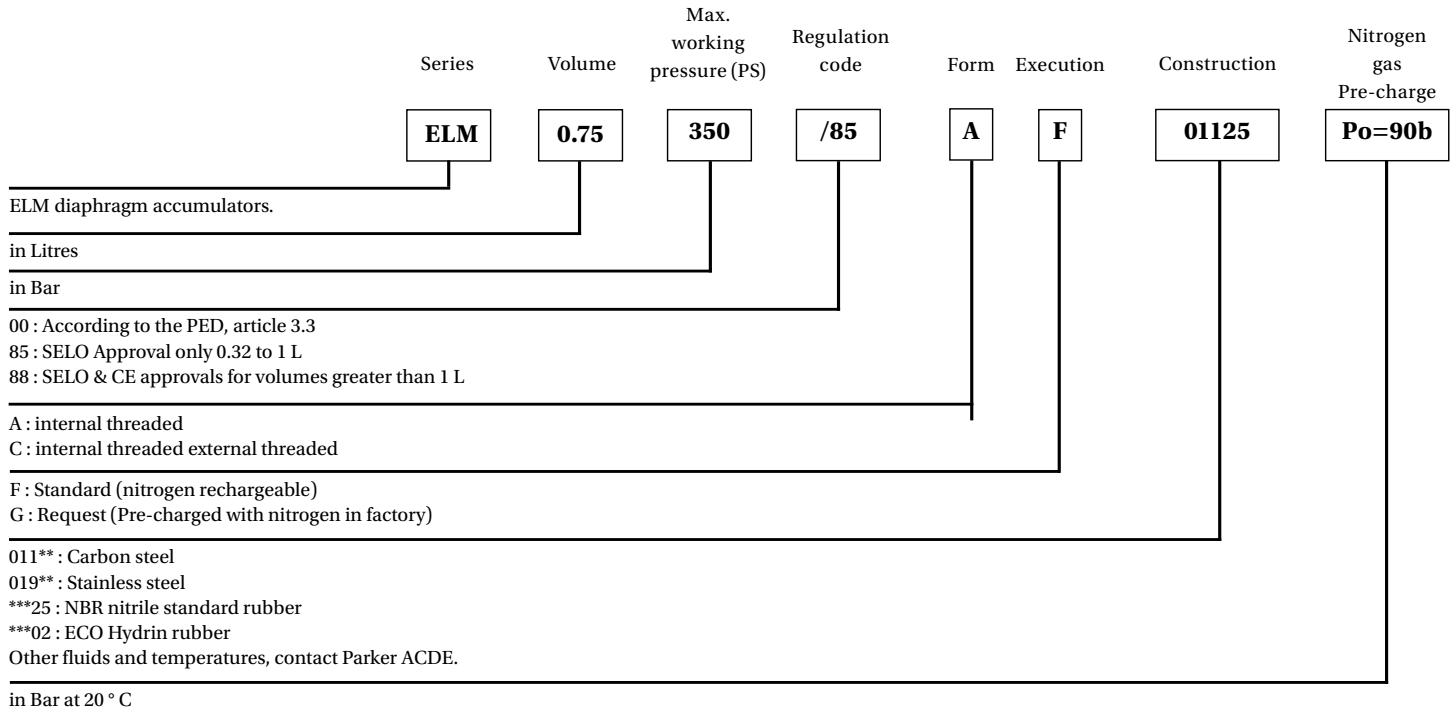 Series
Volume
Max.
working
pressure (PS)
Regulation
code
Form
Execution
Construction
Nitrogen
gas
Pre-charge
ELM
0.75
350
/85
A
F
01125
Po=90b
ELM diaphragm accumulators.
in Litres
in Bar
00 : According to the PED, article 3.3
85 : SELO Approval only 0.32 to 1 L
88 : SELO & CE approvals for volumes greater than 1 L
A : internal threaded
C : internal threaded external threaded
F : Standard (nitrogen rechargeable)
G : Request (Pre-charged with nitrogen in factory)
011** : Carbon steel
019** : Stainless steel
***25 : NBR nitrile standard rubber
***02 : ECO Hydrin rubber
Other fluids and temperatures, contact Parker ACDE.
in Bar at 20 ° C